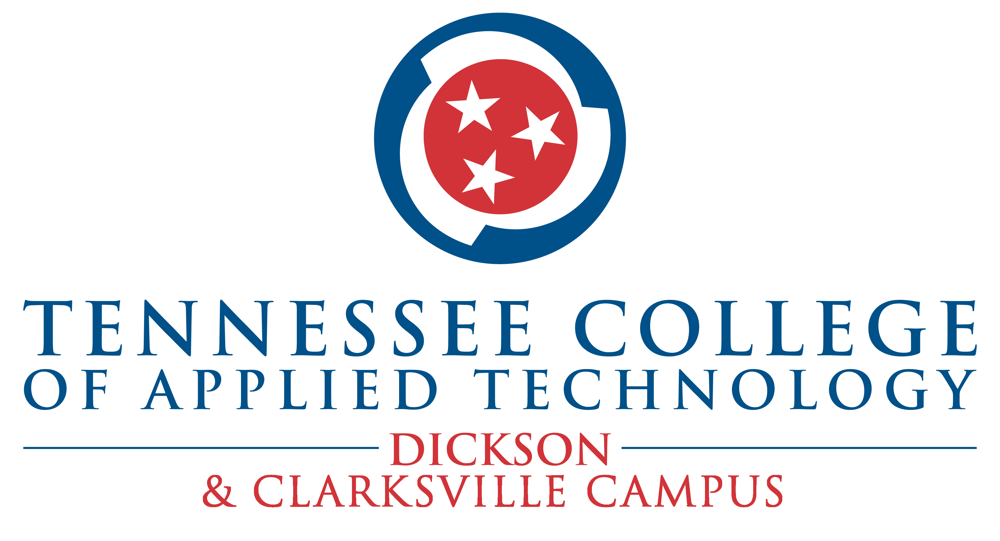 TENNESSEE COLLEGE
OF APPLIED TECHNOLOGY
DICKSON
& CLARKSVILLE CAMPUS